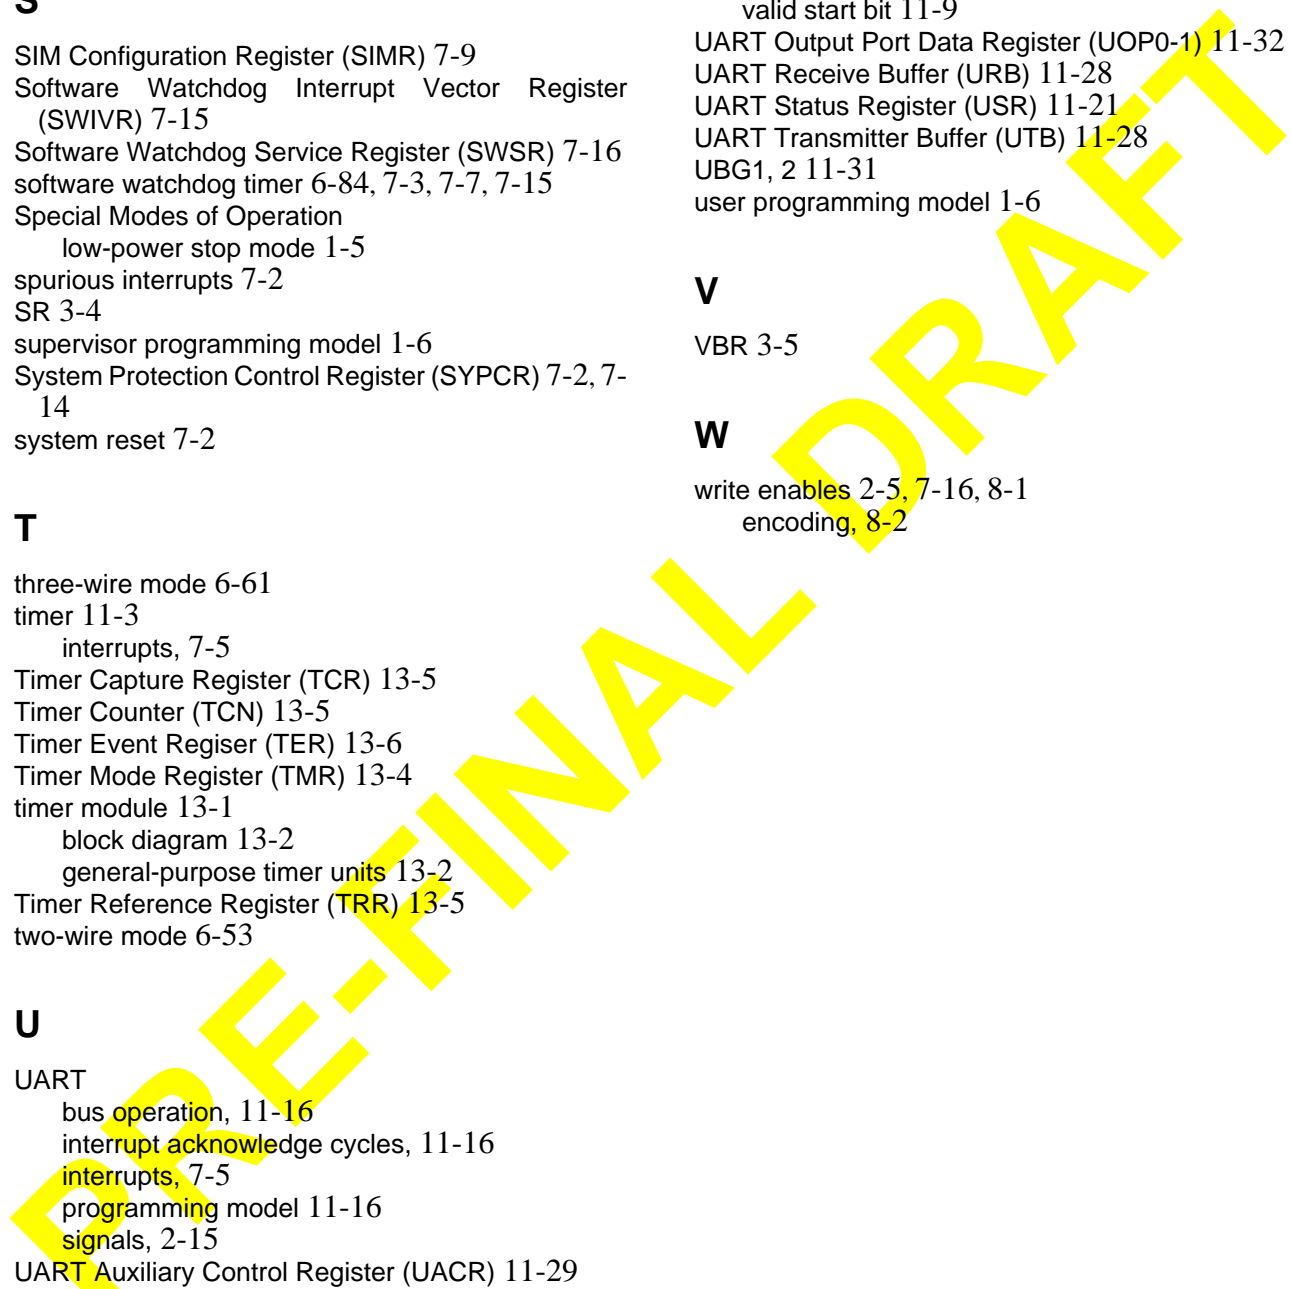 S
SIM Configuration Register (SIMR) 7-9
Software Watchdog Interrupt Vector Register
(SWIVR) 7-15
Software Watchdog Service Register (SWSR) 7-16
software watchdog timer 6-84, 7-3, 7-7, 7-15
Special Modes of Operation
low-power stop mode 1-5
spurious interrupts 7-2
SR 3-4
supervisor programming model 1-6
System Protection Control Register (SYPCR) 7-2, 7-
14
system reset 7-2
T
three-wire mode 6-61
timer 11-3
interrupts, 7-5
Timer Capture Register (TCR) 13-5
Timer Counter (TCN) 13-5
Timer Event Regiser (TER) 13-6
Timer Mode Register (TMR) 13-4
timer module 13-1
block diagram 13-2
general-purpose timer units 13-2
Timer Reference Register (TRR) 13-5
two-wire mode 6-53
U
UART
bus operation, 11-16
interrupt acknowledge cycles, 11-16
interrupts, 7-5
programming model 11-16
signals, 2-15
UART Auxiliary Control Register (UACR) 11-29
valid start bit 11-9
UART Output Port Data Register (UOP0-1) 11-32
UART Receive Buffer (URB) 11-28
UART Status Register (USR) 11-21
UART Transmitter Buffer (UTB) 11-28
UBG1, 2 11-31
user programming model 1-6
V
VBR 3-5
W
write enables 2-5, 7-16, 8-1
encoding, 8-2
PRE-FINAL DRAFT